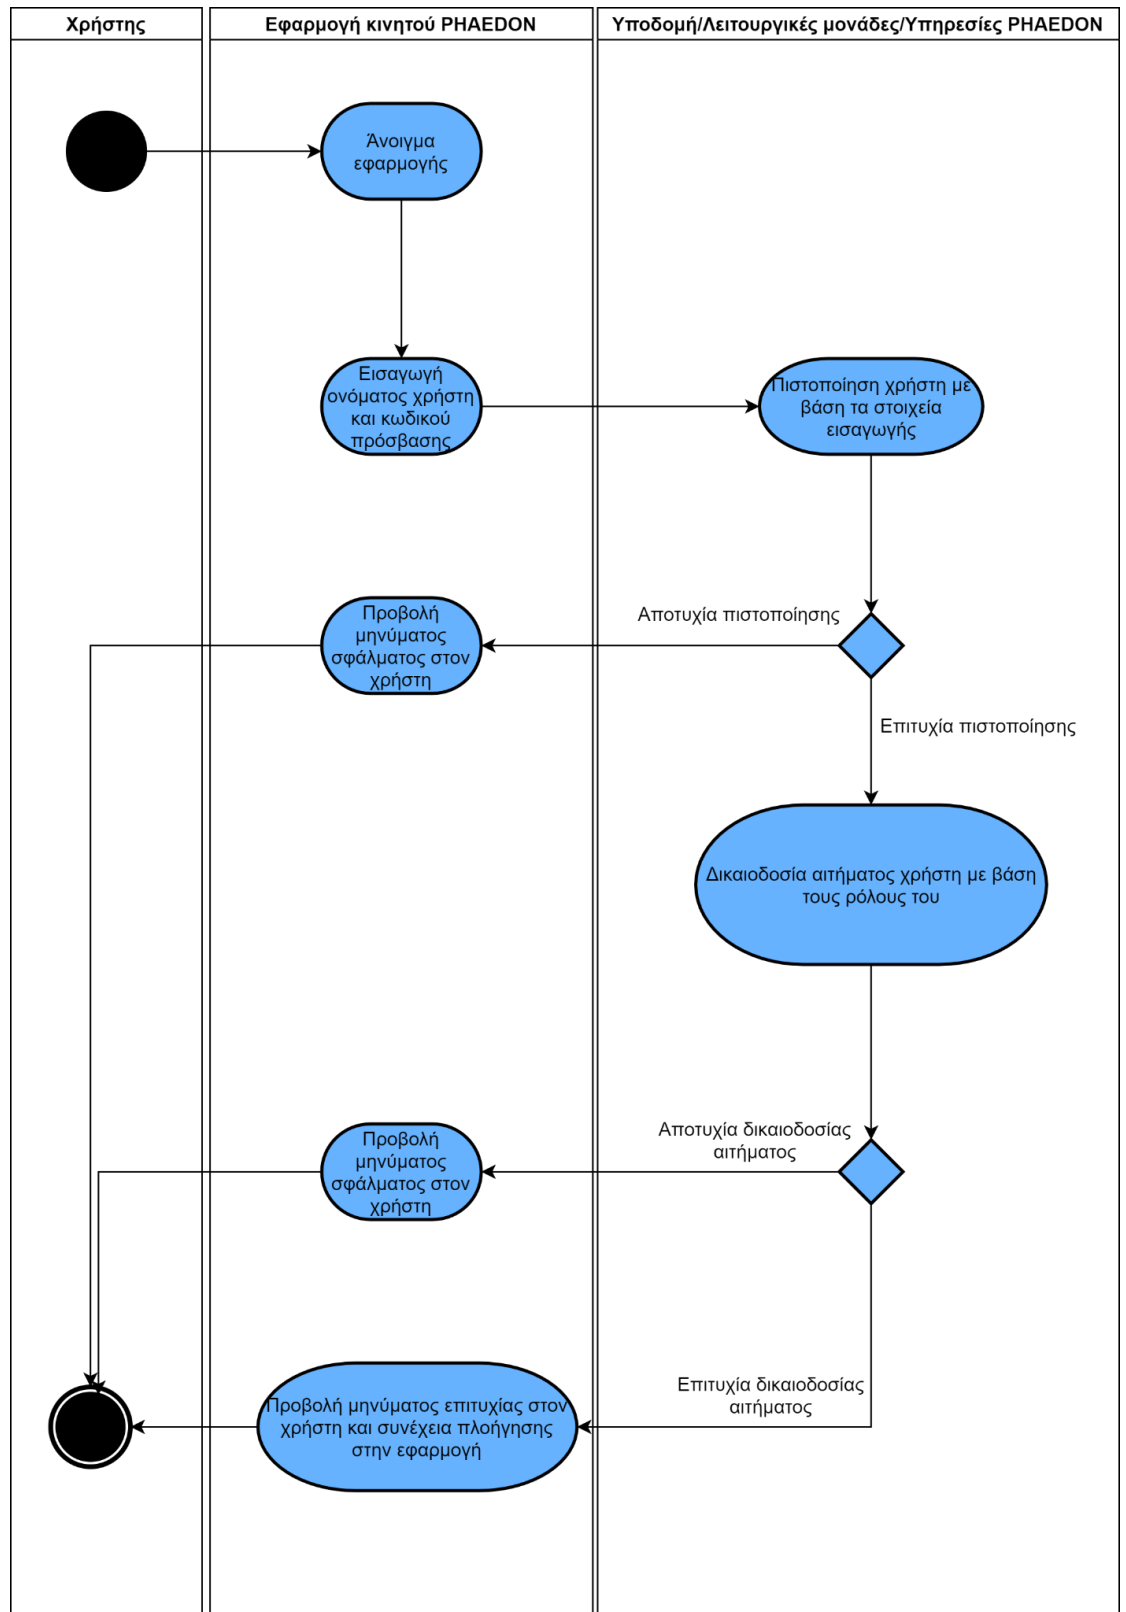 Χρήστης
Εφαρμογή κινητού PHAEDON
Υποδομή/Λειτουργικές μονάδες/Υπηρεσίες PHAEDON
Άνοιγμα
εφαρμογής
Εισαγωγή
ονόματος χρήστη
και κωδικού
πρόσβασης
Πιστοποίηση χρήστη με
βάση τα στοιχεία
εισαγωγής
Αποτυχία πιστοποίησης
Προβολή
μηνύματος
σφάλματος στον
χρήστη
Επιτυχία πιστοποίησης
Δικαιοδοσία αιτήματος χρήστη με βάση
τους ρόλους του
Αποτυχία δικαιοδοσίας
αιτήματος
Προβολή
μηνύματος
σφάλματος στον
χρήστη
Επιτυχία δικαιοδοσίας
αιτήματος
Προβολή μηνύματος επιτυχίας στον
χρήστη και συνέχεια πλοήγησης
στην εφαρμογή